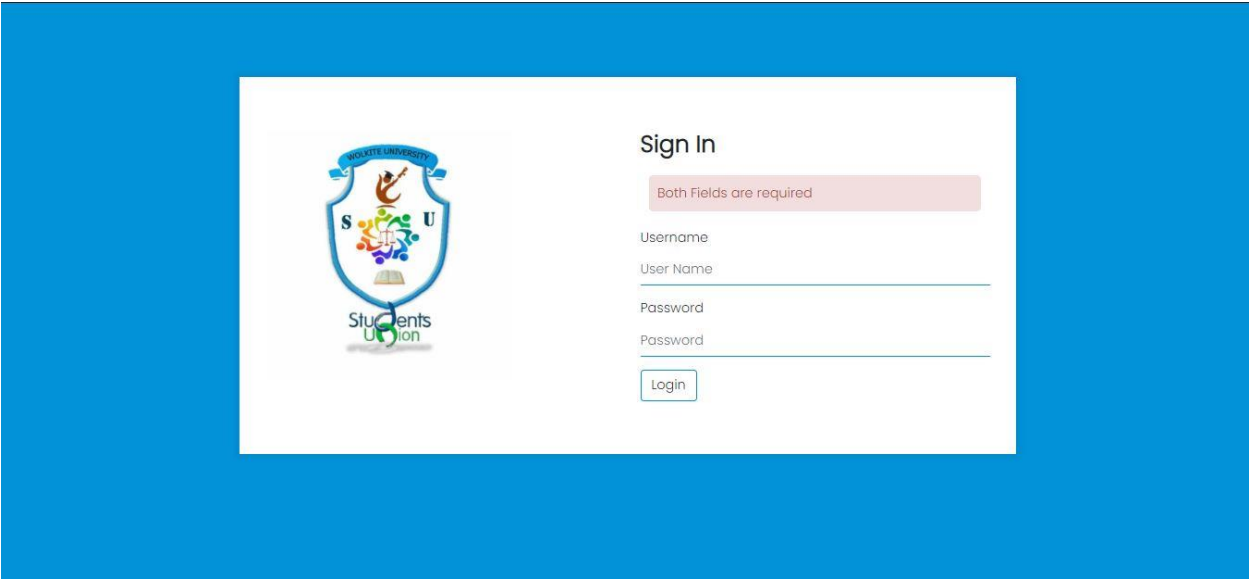 WOLKITE UNIVERSITY
S U
Students
Union
Sign In
Both Fields are required
Username
User Name
Password
Password
Login